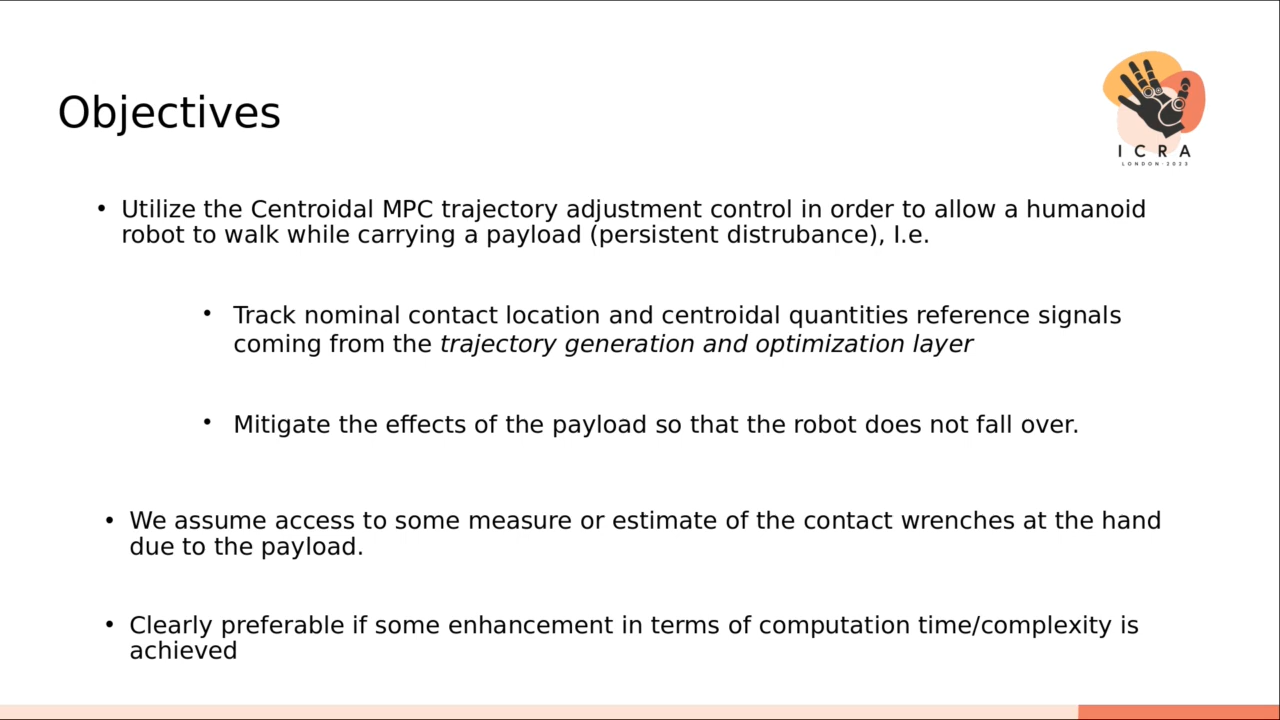 Objectives
ICRA
LONDON·2023
• Utilize the Centroidal MPC trajectory adjustment control in order to allow a humanoid
robot to walk while carrying a payload (persistent distrubance), I.e.
• Track nominal contact location and centroidal quantities reference signals
coming from the trajectory generation and optimization layer
• Mitigate the effects of the payload so that the robot does not fall over.
• We assume access to some measure or estimate of the contact wrenches at the hand
due to the payload.
• Clearly preferable if some enhancement in terms of computation time/complexity is
achieved